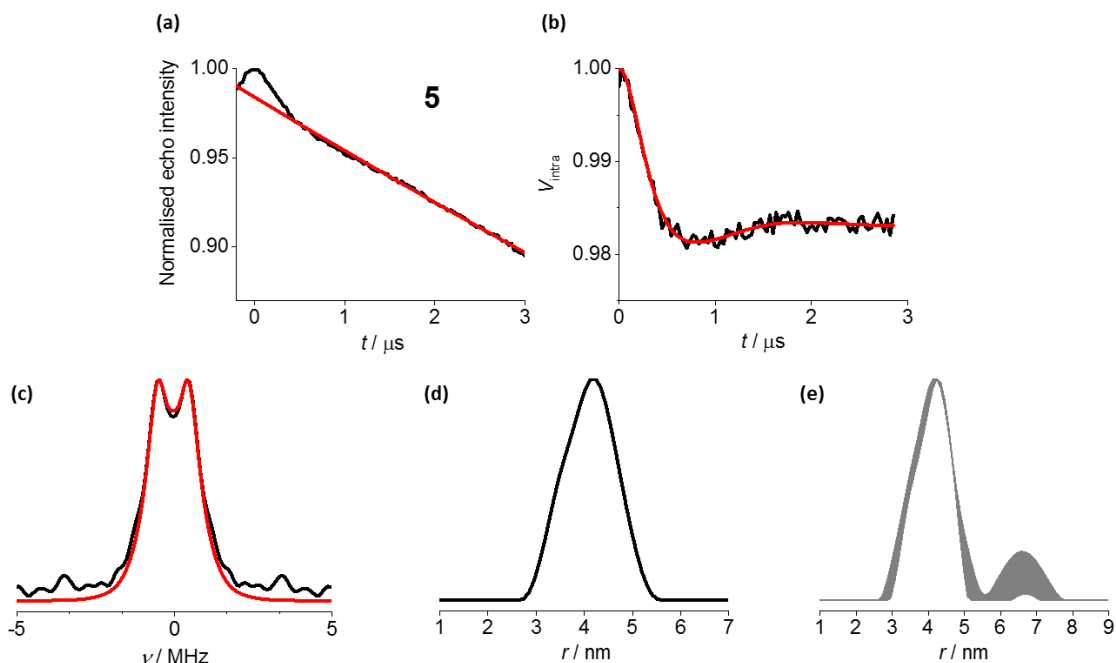 (a)
Normalised echo intensity
1.00
0.95
0.90
5
0 1 2 3
t / μs
(b)
V_intra
1.00
0.99
0.98
0 1 2 3
t / μs
(c)
-5 0 5
ν / MHz
(d)
1 2 3 4 5 6 7
r / nm
(e)
1 2 3 4 5 6 7 8 9
r / nm